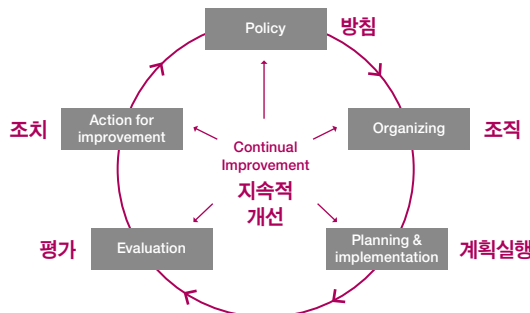 Policy
방침
Action for
improvement
조치
Organizing
조직
Continual
Improvement
지속적
개선
평가
Evaluation
Planning &
implementation
계획실행